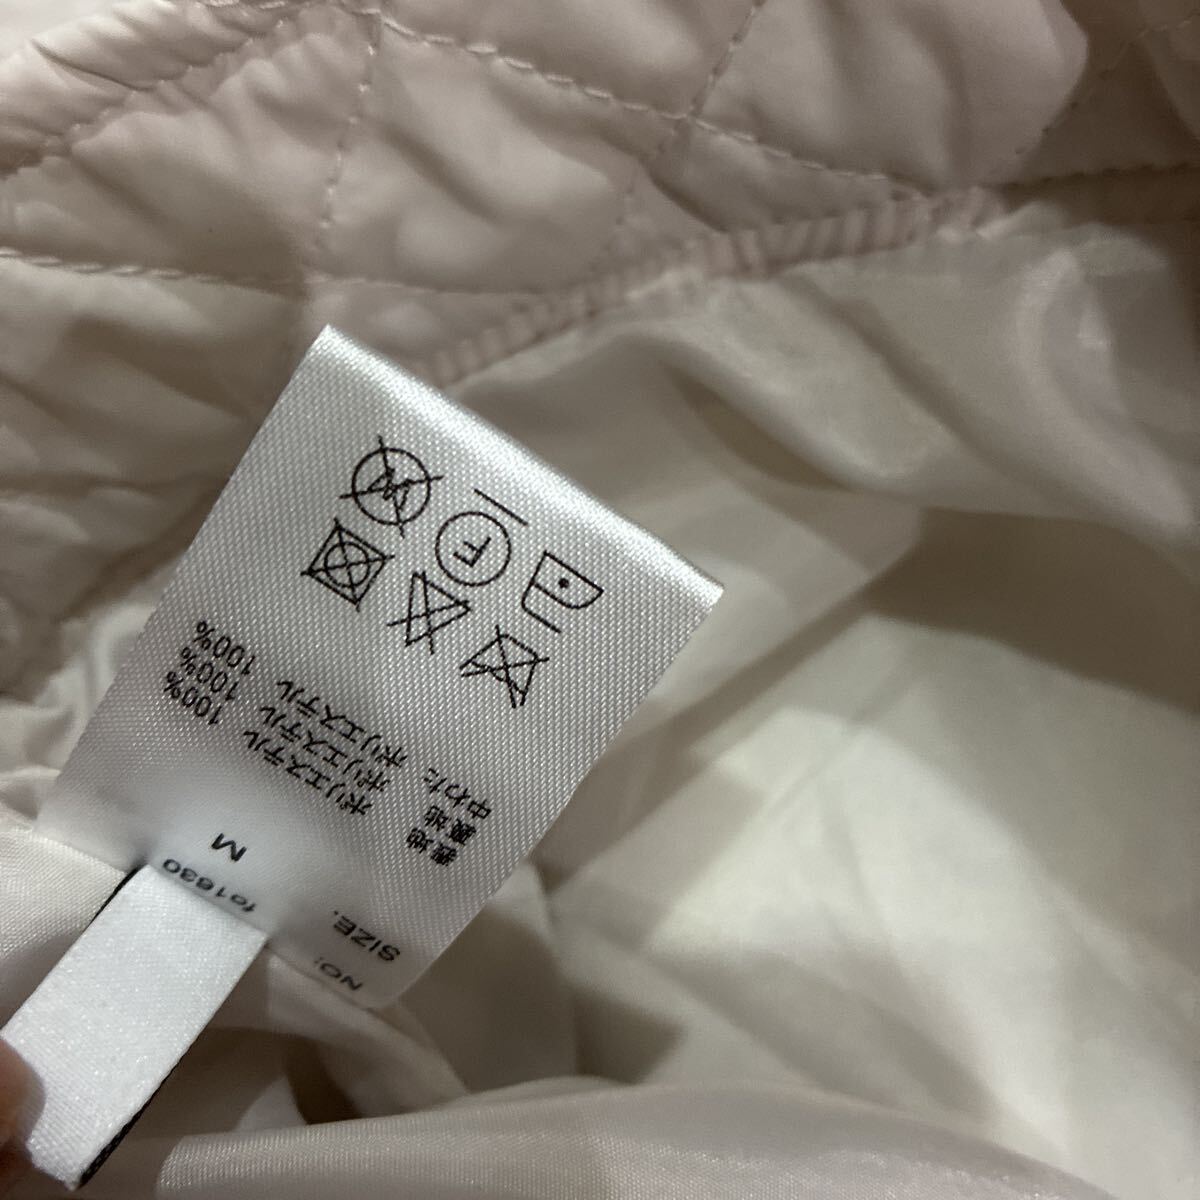 NO:
SIZE. M
表地 ポリエステル 100%
裏地 ポリエステル 100%
中わた ポリエステル 100%
F
W